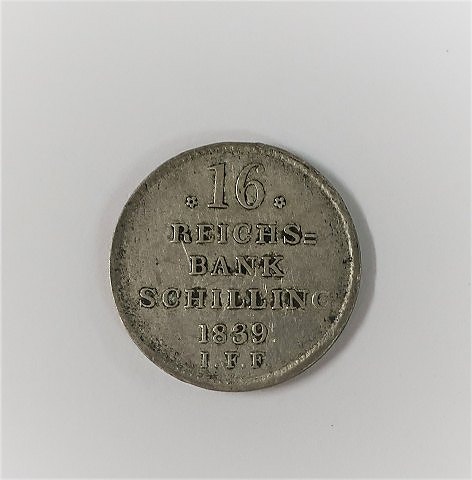 16
REICHS=
BANK
SCHILLING
1839.
I. F. F.